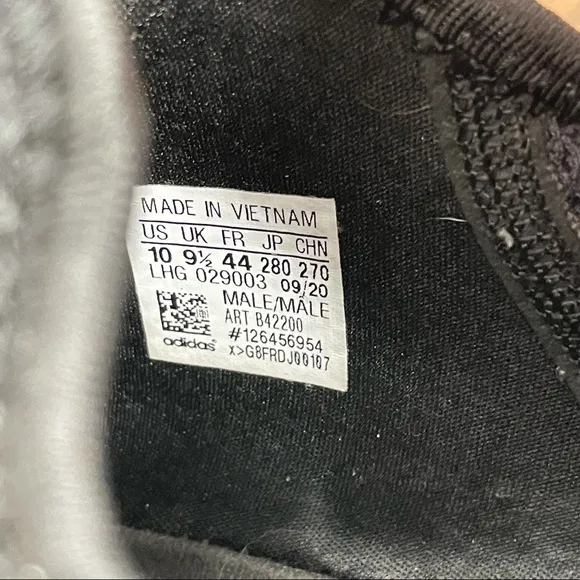 MADE IN VIETNAM
US UK FR JP CHN
10 9½ 44 280 270
LHG 029003 09/20
MALE/MÂLE
ART B42200
#126456954
adidas x>G8FRDJ00107